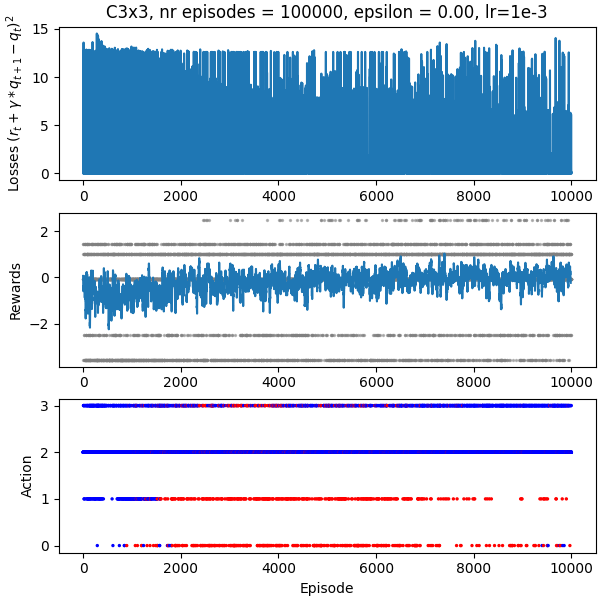 C3x3, nr episodes = 100000, epsilon = 0.00, lr=1e-3
Losses $(r_t + \gamma * q_{t+1} - q_t)^2$
15
10
5
0
0 2000 4000 6000 8000 10000
Rewards
2
0
−2
0 2000 4000 6000 8000 10000
Action
3
2
1
0
0 2000 4000 6000 8000 10000
Episode